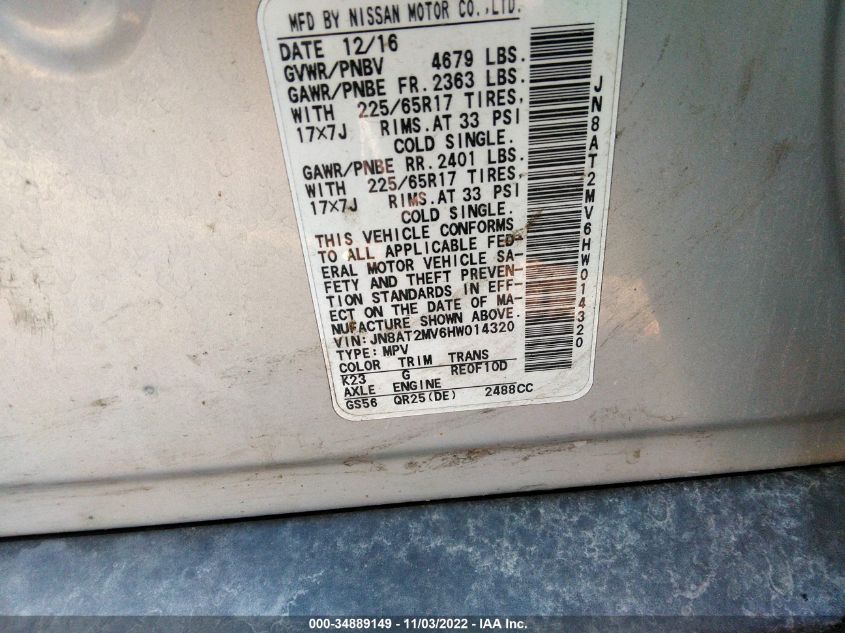 MFD BY NISSAN MOTOR CO.,LTD.
DATE 12/16
GVWR/PNBV 4679 LBS.
GAWR/PNBE FR. 2363 LBS.
WITH 225/65R17 TIRES,
17x7J RIMS.AT 33 PSI
COLD SINGLE.
GAWR/PNBE RR. 2401 LBS.
WITH 225/65R17 TIRES,
17x7J RIMS.AT 33 PSI
COLD SINGLE.
THIS VEHICLE CONFORMS
TO ALL APPLICABLE FED-
ERAL MOTOR VEHICLE SA-
FETY AND THEFT PREVEN-
TION STANDARDS IN EFF-
ECT ON THE DATE OF MA-
NUFACTURE SHOWN ABOVE.
VIN: JN8AT2MV6HW014320
TYPE: MPV
COLOR TRIM TRANS
K23 G RE0F10D
AXLE ENGINE
GS56 QR25(DE) 2488CC
JN8AT2MV6HW014320
000-34889149 - 11/03/2022 - IAA Inc.